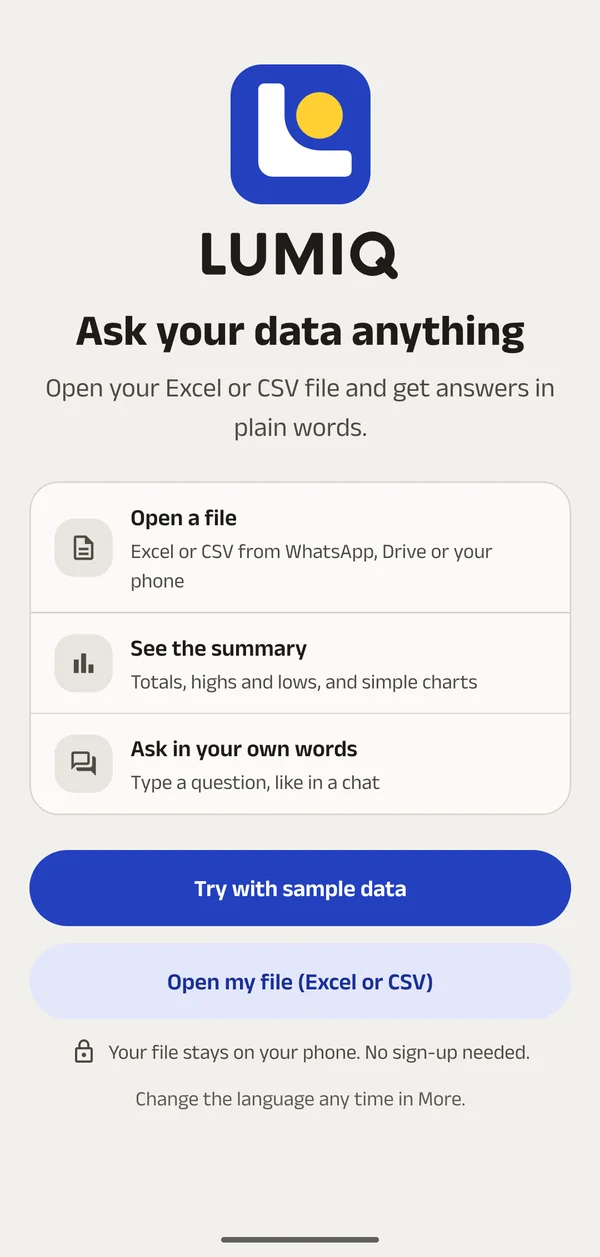 LUMIQ
Ask your data anything
Open your Excel or CSV file and get answers in
plain words.
Open a file
Excel or CSV from WhatsApp, Drive or your
phone
See the summary
Totals, highs and lows, and simple charts
Ask in your own words
Type a question, like in a chat
Try with sample data
Open my file (Excel or CSV)
Your file stays on your phone. No sign-up needed.
Change the language any time in More.